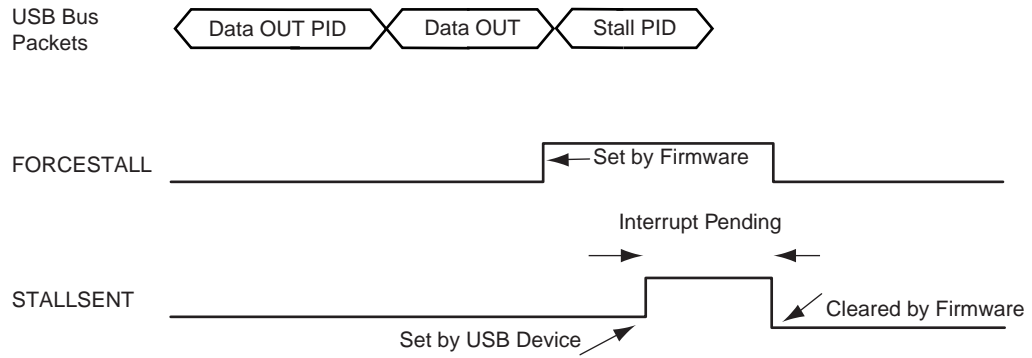 USB Bus
Packets
Data OUT PID
Data OUT
Stall PID
FORCESTALL
Set by Firmware
Interrupt Pending
STALLSENT
Cleared by Firmware
Set by USB Device